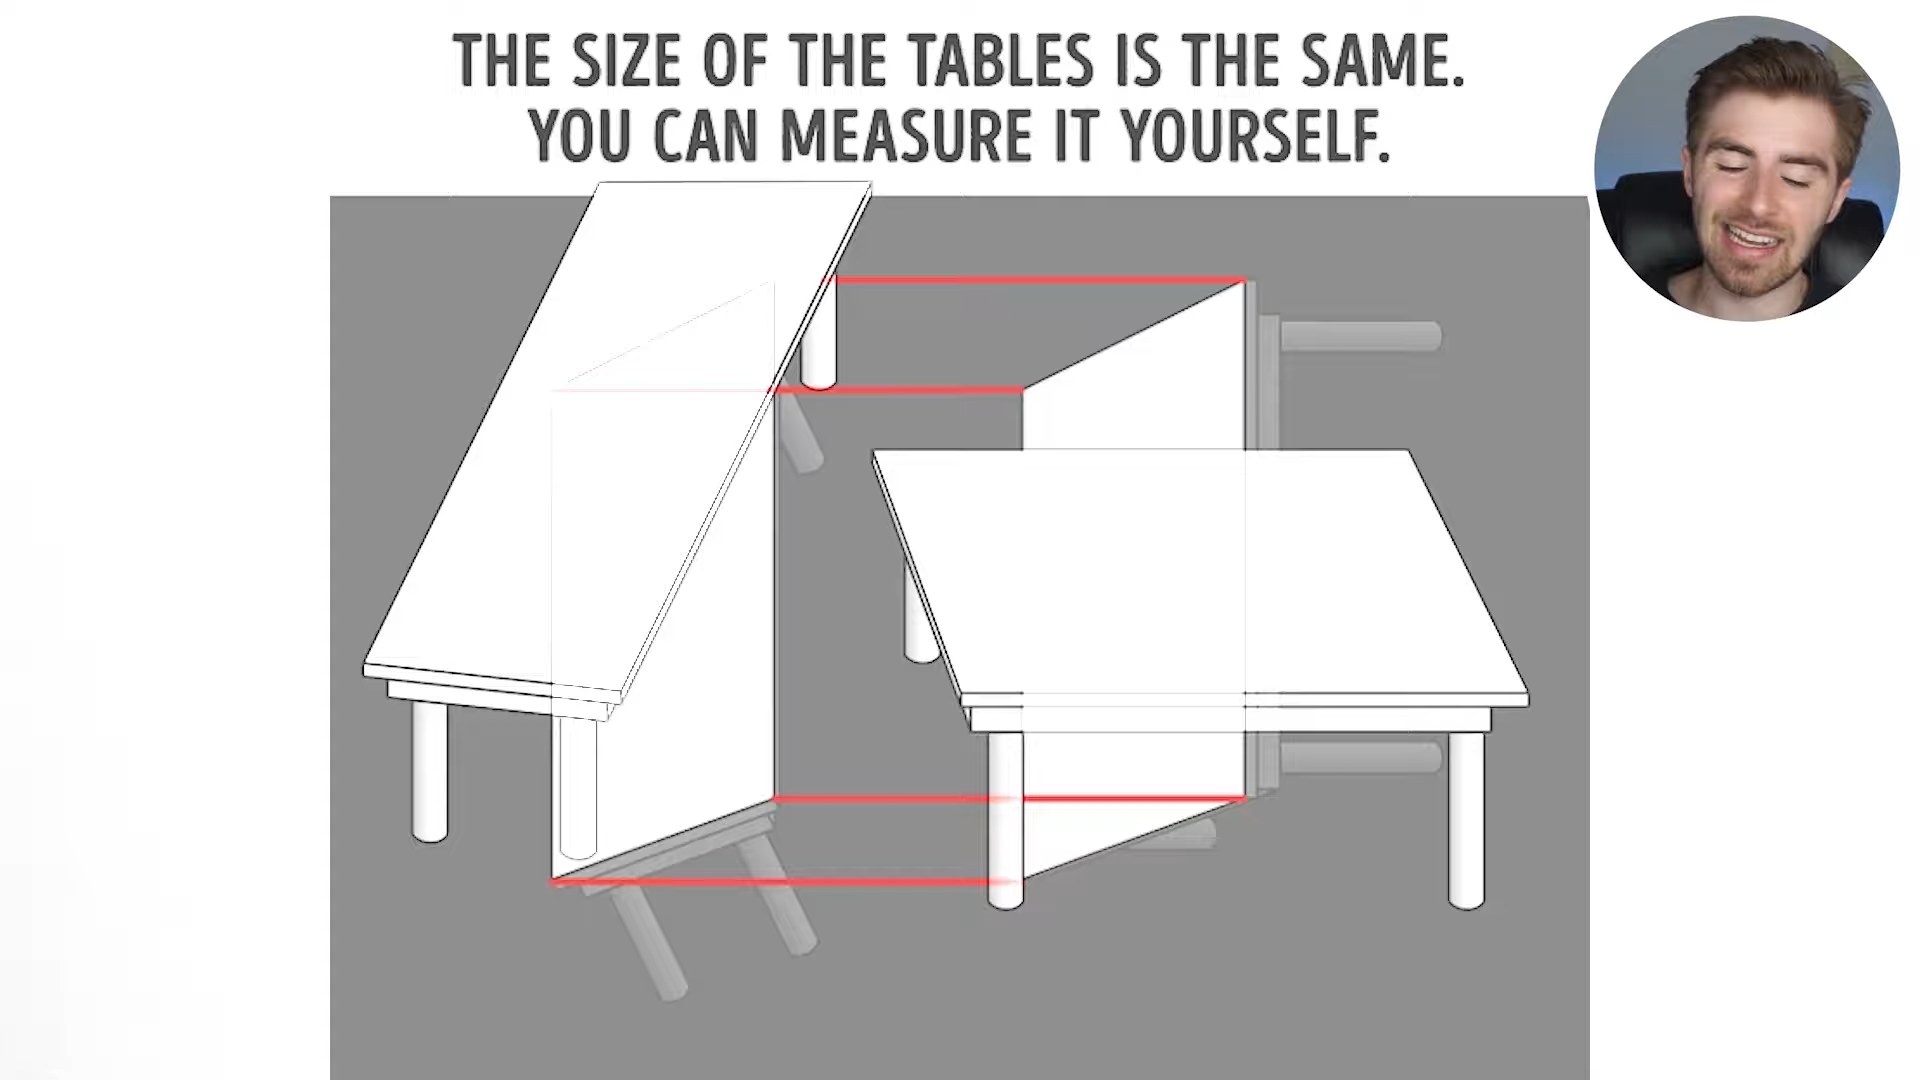 THE SIZE OF THE TABLES IS THE SAME.
YOU CAN MEASURE IT YOURSELF.